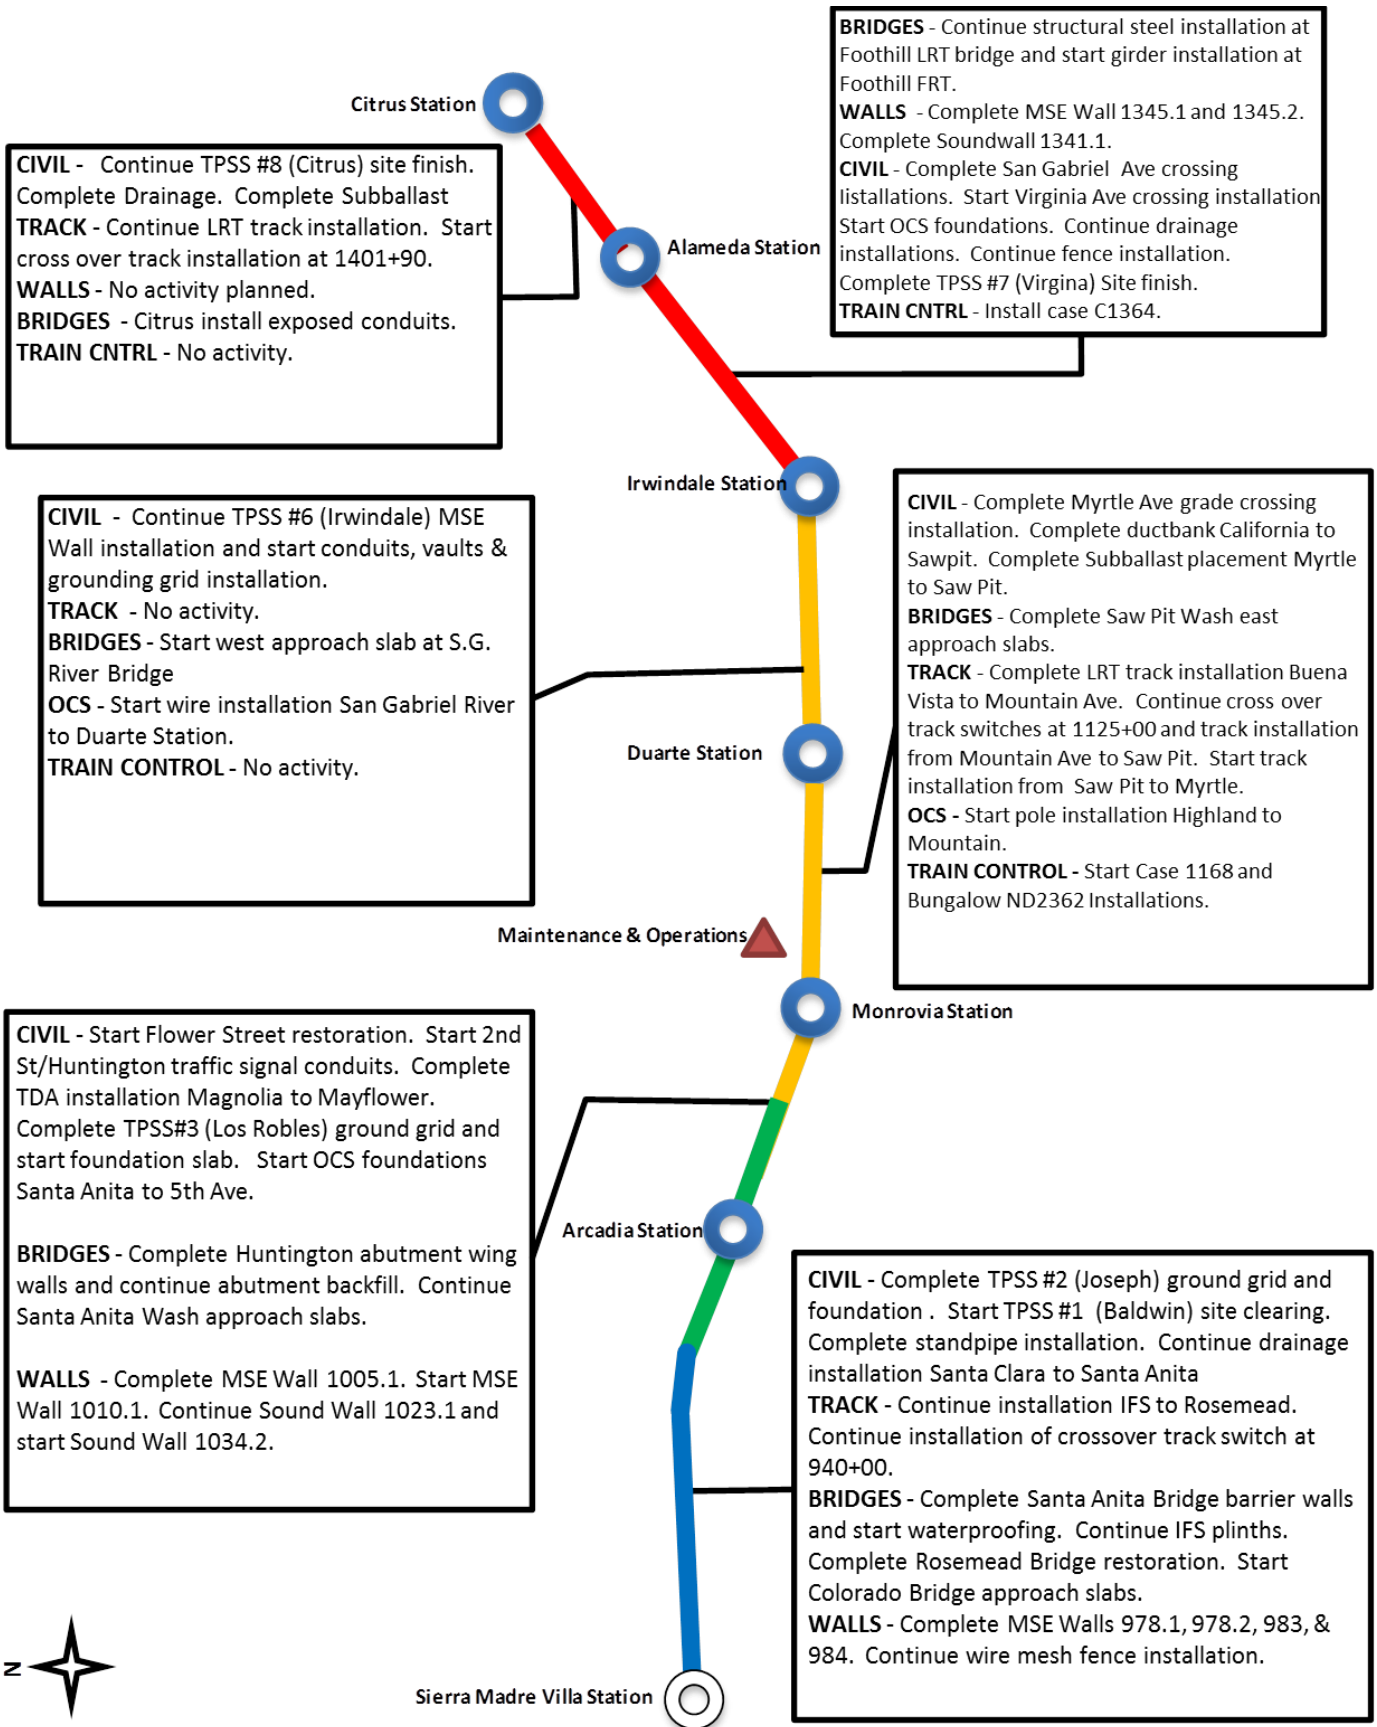 BRIDGES - Continue structural steel installation at
Foothill LRT bridge and start girder installation at
Foothill FRT.
WALLS - Complete MSE Wall 1345.1 and 1345.2.
Complete Soundwall 1341.1.
CIVIL - Complete San Gabriel Ave crossing
listallations. Start Virginia Ave crossing installation
Start OCS foundations. Continue drainage
installations. Continue fence installation.
Complete TPSS #7 (Virgina) Site finish.
TRAIN CNTRL - Install case C1364.
Citrus Station
CIVIL - Continue TPSS #8 (Citrus) site finish.
Complete Drainage. Complete Subballast
TRACK - Continue LRT track installation. Start
cross over track installation at 1401+90.
WALLS - No activity planned.
BRIDGES - Citrus install exposed conduits.
TRAIN CNTRL - No activity.
Alameda Station
Irwindale Station
CIVIL - Continue TPSS #6 (Irwindale) MSE
Wall installation and start conduits, vaults &
grounding grid installation.
TRACK - No activity.
BRIDGES - Start west approach slab at S.G.
River Bridge
OCS - Start wire installation San Gabriel River
to Duarte Station.
TRAIN CONTROL - No activity.
CIVIL - Complete Myrtle Ave grade crossing
installation. Complete ductbank California to
Sawpit. Complete Subballast placement Myrtle
to Saw Pit.
BRIDGES - Complete Saw Pit Wash east
approach slabs.
TRACK - Complete LRT track installation Buena
Vista to Mountain Ave. Continue cross over
track switches at 1125+00 and track installation
from Mountain Ave to Saw Pit. Start track
installation from Saw Pit to Myrtle.
OCS - Start pole installation Highland to
Mountain.
TRAIN CONTROL - Start Case 1168 and
Bungalow ND2362 Installations.
Duarte Station
Maintenance & Operations
Monrovia Station
CIVIL - Start Flower Street restoration. Start 2nd
St/Huntington traffic signal conduits. Complete
TDA installation Magnolia to Mayflower.
Complete TPSS#3 (Los Robles) ground grid and
start foundation slab. Start OCS foundations
Santa Anita to 5th Ave.
BRIDGES - Complete Huntington abutment wing
walls and continue abutment backfill. Continue
Santa Anita Wash approach slabs.
WALLS - Complete MSE Wall 1005.1. Start MSE
Wall 1010.1. Continue Sound Wall 1023.1 and
start Sound Wall 1034.2.
Arcadia Station
CIVIL - Complete TPSS #2 (Joseph) ground grid and
foundation . Start TPSS #1 (Baldwin) site clearing.
Complete standpipe installation. Continue drainage
installation Santa Clara to Santa Anita
TRACK - Continue installation IFS to Rosemead.
Continue installation of crossover track switch at
940+00.
BRIDGES - Complete Santa Anita Bridge barrier walls
and start waterproofing. Continue IFS plinths.
Complete Rosemead Bridge restoration. Start
Colorado Bridge approach slabs.
WALLS - Complete MSE Walls 978.1, 978.2, 983, &
984. Continue wire mesh fence installation.
N
Sierra Madre Villa Station